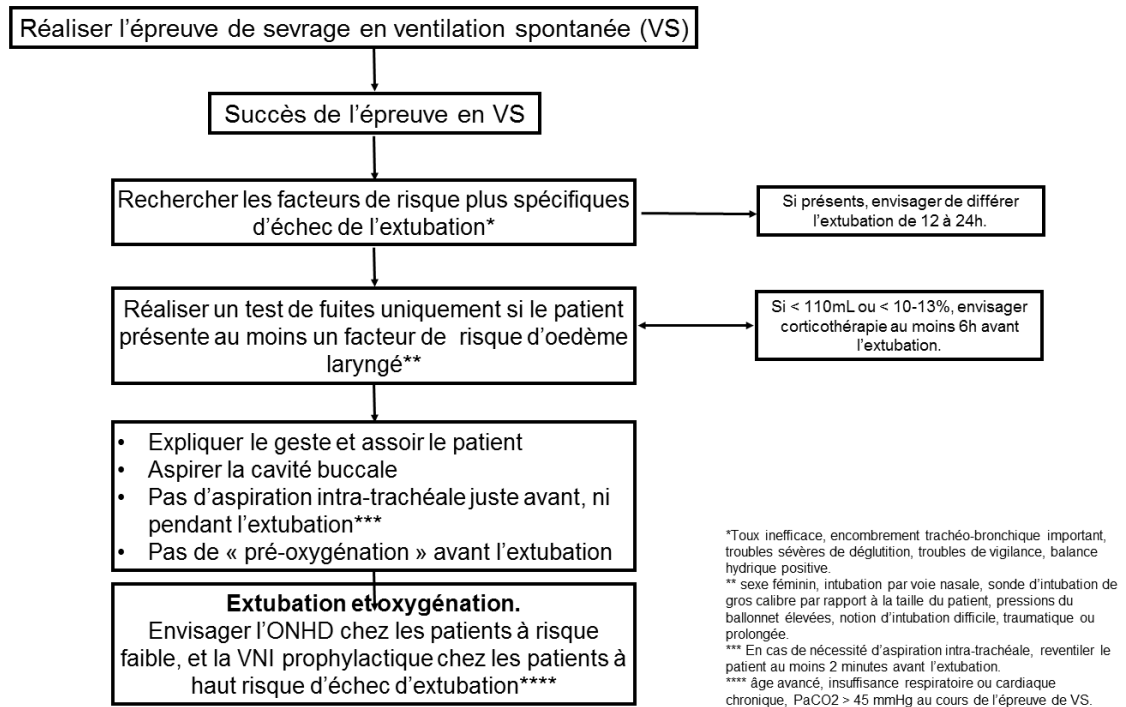 Réaliser l'épreuve de sevrage en ventilation spontanée (VS)
Succès de l'épreuve en VS
Rechercher les facteurs de risque plus spécifiques
d'échec de l'extubation*
Si présents, envisager de différer
l'extubation de 12 à 24h.
Réaliser un test de fuites uniquement si le patient
présente au moins un facteur de risque d'oedème
laryngé**
Si < 110mL ou < 10-13%, envisager
corticothérapie au moins 6h avant
l'extubation.
• Expliquer le geste et assoir le patient
• Aspirer la cavité buccale
• Pas d'aspiration intra-trachéale juste avant, ni
pendant l'extubation***
• Pas de « pré-oxygénation » avant l'extubation
Extubation et oxygénation.
Envisager l'ONHD chez les patients à risque
faible, et la VNI prophylactique chez les patients à
haut risque d'échec d'extubation****
*Toux inefficace, encombrement trachéo-bronchique important,
troubles sévères de déglutition, troubles de vigilance, balance
hydrique positive.
** sexe féminin, intubation par voie nasale, sonde d'intubation de
gros calibre par rapport à la taille du patient, pressions du
ballonnet élevées, notion d'intubation difficile, traumatique ou
prolongée.
*** En cas de nécessité d'aspiration intra-trachéale, reventiler le
patient au moins 2 minutes avant l'extubation.
**** âge avancé, insuffisance respiratoire ou cardiaque
chronique, PaCO2 > 45 mmHg au cours de l'épreuve de VS.